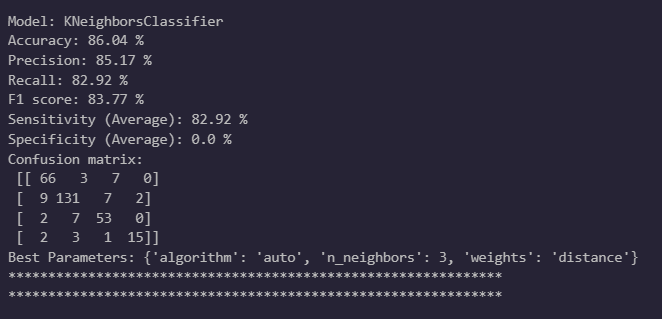 Model: KNeighborsClassifier
Accuracy: 86.04 %
Precision: 85.17 %
Recall: 82.92 %
F1 score: 83.77 %
Sensitivity (Average): 82.92 %
Specificity (Average): 0.0 %
Confusion matrix:
 [[ 66   3   7   0]
 [  9 131   7   2]
 [  2   7  53   0]
 [  2   3   1  15]]
Best Parameters: {'algorithm': 'auto', 'n_neighbors': 3, 'weights': 'distance'}
**************************************************************
**************************************************************